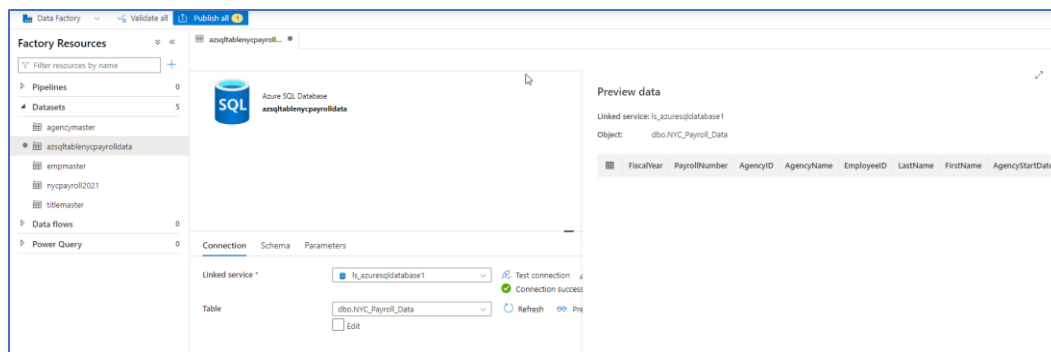 Data Factory Validate all Publish all 1
Factory Resources
Filter resources by name
Pipelines 0
Datasets 5
agencymaster
azsqltablenycpayrolldata
empmaster
nycpayroll2021
titlemaster
Data flows 0
Power Query 0
azsqltablenycpayroll...
SQL
Azure SQL Database
azsqltablenycpayrolldata
Connection Schema Parameters
Linked service * ls_azuresqldatabase1 Test connection
Connection success
Table dbo.NYC_Payroll_Data Refresh Pre
Edit
Preview data
Linked service: ls_azuresqldatabase1
Object: dbo.NYC_Payroll_Data
FiscalYear PayrollNumber AgencyID AgencyName EmployeeID LastName FirstName AgencyStartDate